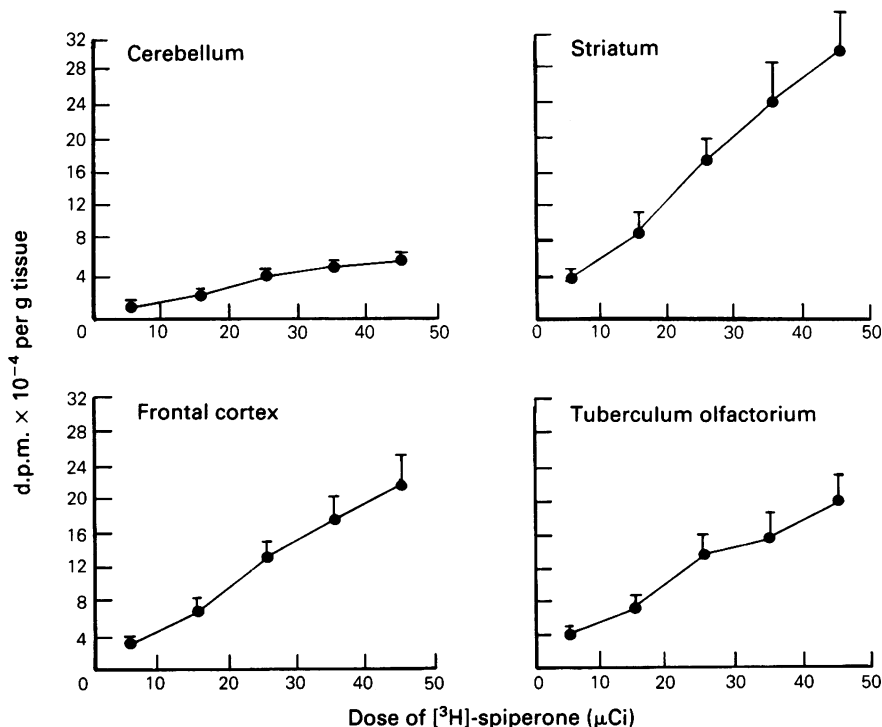 32
Cerebellum
28
24
20
16
12
8
4
0 10 20 30 40 50
Striatum
0 10 20 30 40 50
d.p.m. × 10⁻⁴ per g tissue
32
Frontal cortex
28
24
20
16
12
8
4
0 10 20 30 40 50
Tuberculum olfactorium
0 10 20 30 40 50
Dose of [³H]-spiperone (μCi)